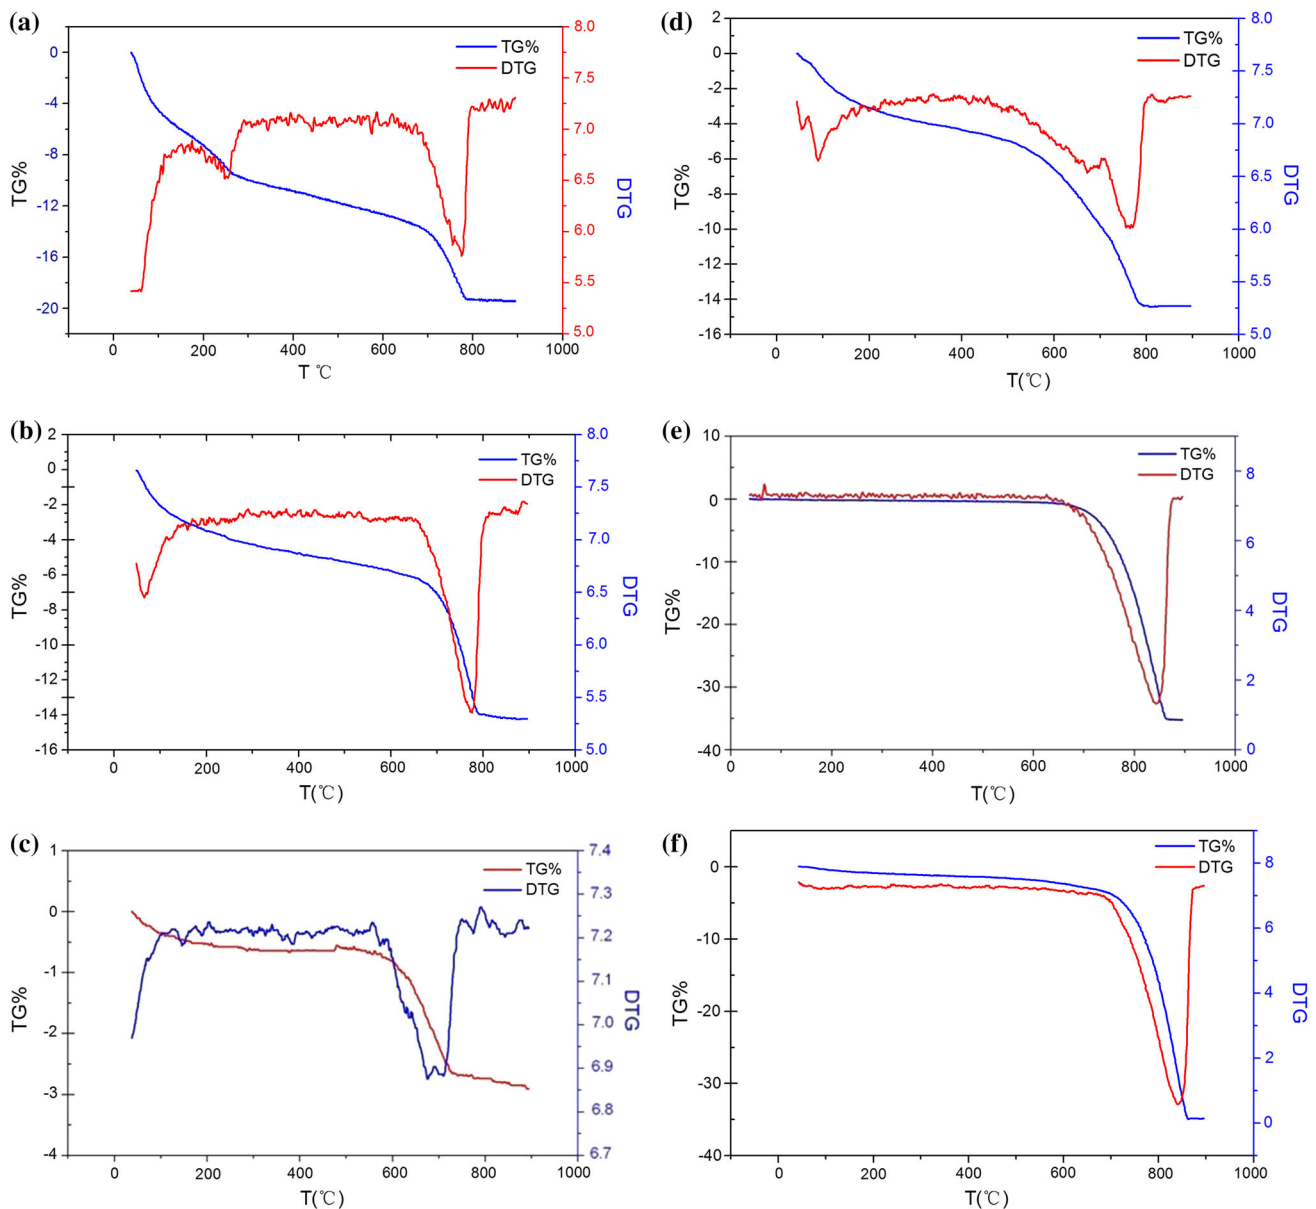 (a)
TG%
DTG
0
-4
-8
-12
-16
-20
TG%
8.0
7.5
7.0
6.5
6.0
5.5
5.0
DTG
0 200 400 600 800 1000
T ℃
(d)
TG%
DTG
2
0
-2
-4
-6
-8
-10
-12
-14
-16
TG%
8.0
7.5
7.0
6.5
6.0
5.5
5.0
DTG
0 200 400 600 800 1000
T(℃)
(b)
TG%
DTG
2
0
-2
-4
-6
-8
-10
-12
-14
-16
TG%
8.0
7.5
7.0
6.5
6.0
5.5
5.0
DTG
0 200 400 600 800 1000
T(℃)
(e)
TG%
DTG
10
0
-10
-20
-30
-40
TG%
8
6
4
2
0
DTG
0 200 400 600 800 1000
T(℃)
(c)
TG%
DTG
1
0
-1
-2
-3
-4
TG%
7.4
7.3
7.2
7.1
7.0
6.9
6.8
6.7
DTG
0 200 400 600 800 1000
T(℃)
(f)
TG%
DTG
0
-10
-20
-30
-40
TG%
8
6
4
2
0
DTG
0 200 400 600 800 1000
T(℃)